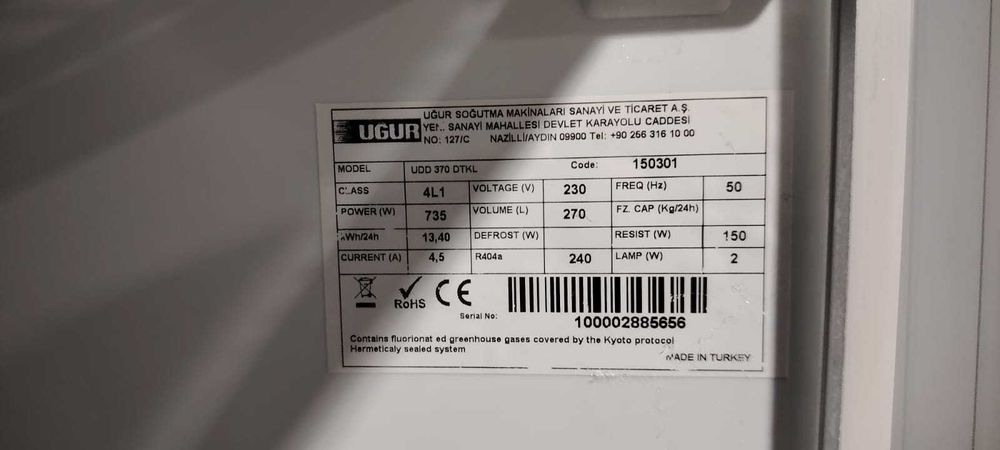 UĞUR
UĞUR SOĞUTMA MAKİNALARI SANAYİ VE TİCARET A.Ş.
SANAYİ MAHALLESİ DEVLET KARAYOLU CADDESİ
NO: 127/C NAZİLLİ/AYDIN 09900 Tel: +90 256 316 10 00
MODEL UDD 370 DTKL Code: 150301
CLASS 4L1 VOLTAGE (V) 230 FREQ (Hz) 50
POWER (W) 735 VOLUME (L) 270 FZ. CAP (Kg/24h)
kWh/24h 13,40 DEFROST (W) RESIST (W) 150
CURRENT (A) 4,5 R404a 240 LAMP (W) 2
RoHS CE
Serial No: 100002885656
Contains fluorionat ed greenhouse gases covered by the Kyoto protocol
Hermeticaly sealed system
MADE IN TURKEY